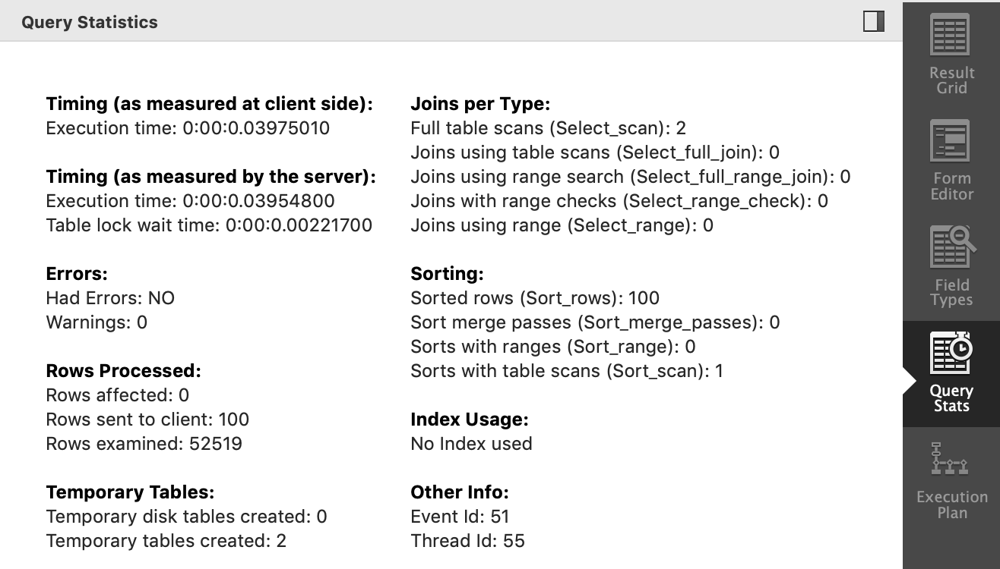 Query Statistics
Timing (as measured at client side):
Execution time: 0:00:0.03975010
Timing (as measured by the server):
Execution time: 0:00:0.03954800
Table lock wait time: 0:00:0.00221700
Errors:
Had Errors: NO
Warnings: 0
Rows Processed:
Rows affected: 0
Rows sent to client: 100
Rows examined: 52519
Temporary Tables:
Temporary disk tables created: 0
Temporary tables created: 2
Joins per Type:
Full table scans (Select_scan): 2
Joins using table scans (Select_full_join): 0
Joins using range search (Select_full_range_join): 0
Joins with range checks (Select_range_check): 0
Joins using range (Select_range): 0
Sorting:
Sorted rows (Sort_rows): 100
Sort merge passes (Sort_merge_passes): 0
Sorts with ranges (Sort_range): 0
Sorts with table scans (Sort_scan): 1
Index Usage:
No Index used
Other Info:
Event Id: 51
Thread Id: 55
Result
Grid
Form
Editor
Field
Types
Query
Stats
Execution
Plan